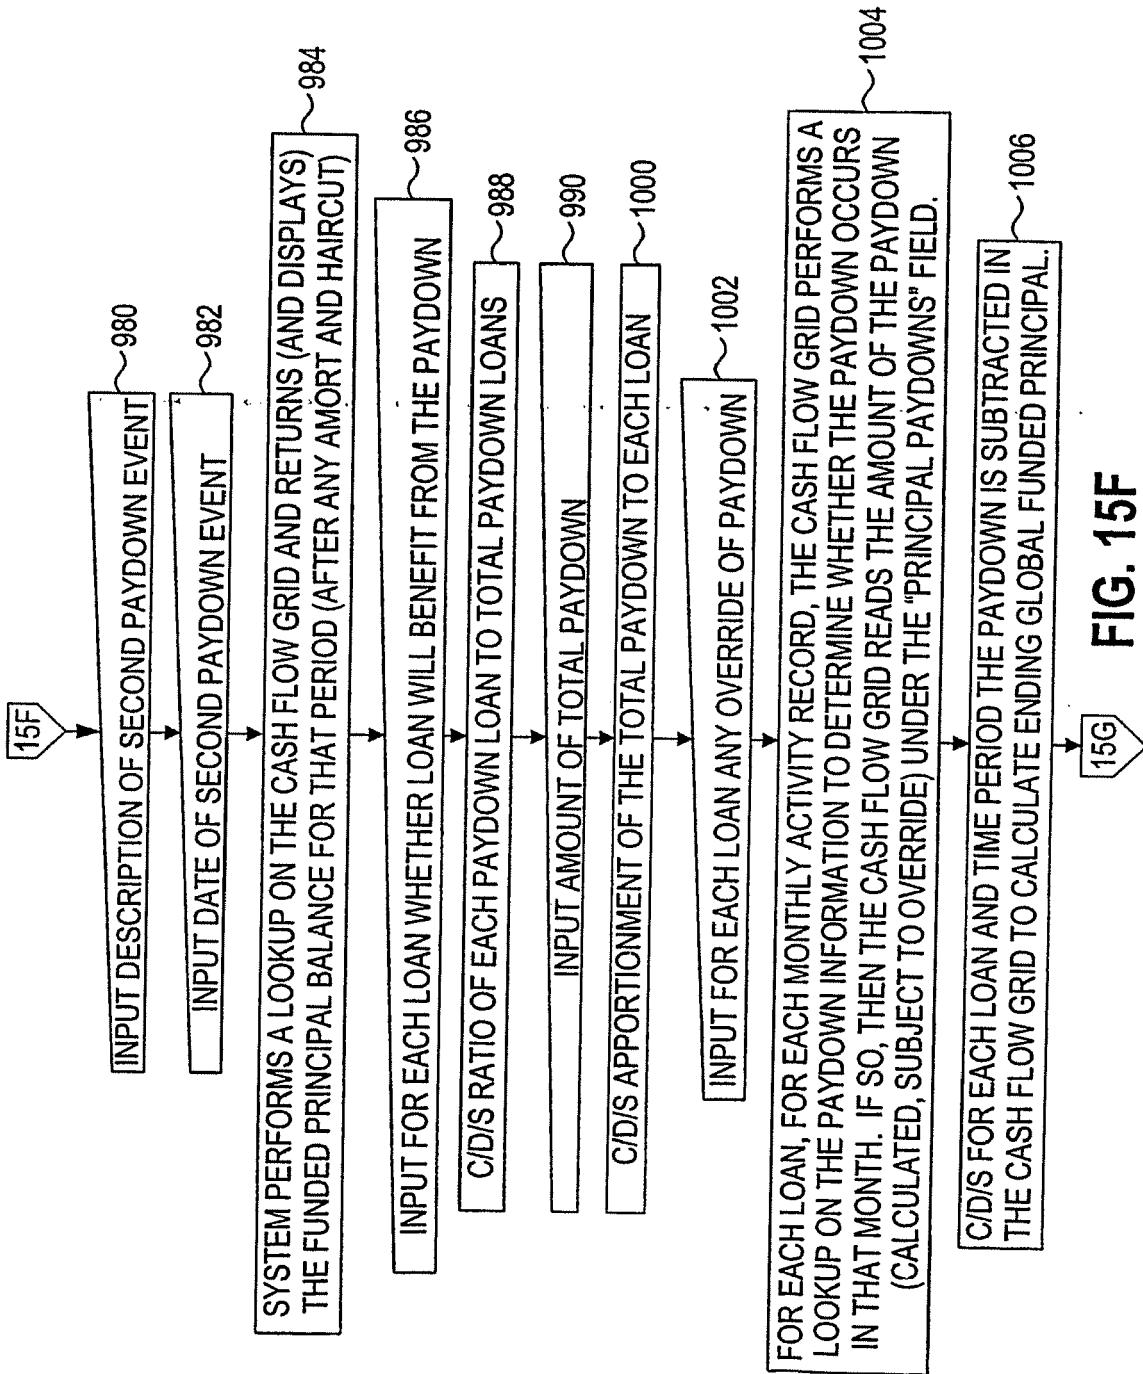 15F
INPUT DESCRIPTION OF SECOND PAYDOWN EVENT
980
INPUT DATE OF SECOND PAYDOWN EVENT
982
SYSTEM PERFORMS A LOOKUP ON THE CASH FLOW GRID AND RETURNS (AND DISPLAYS)
THE FUNDED PRINCIPAL BALANCE FOR THAT PERIOD (AFTER ANY AMORT AND HAIRCUT)
984
INPUT FOR EACH LOAN WHETHER LOAN WILL BENEFIT FROM THE PAYDOWN
986
C/D/S RATIO OF EACH PAYDOWN LOAN TO TOTAL PAYDOWN LOANS
988
INPUT AMOUNT OF TOTAL PAYDOWN
990
C/D/S APPORTIONMENT OF THE TOTAL PAYDOWN TO EACH LOAN
1000
INPUT FOR EACH LOAN ANY OVERRIDE OF PAYDOWN
1002
FOR EACH LOAN, FOR EACH MONTHLY ACTIVITY RECORD, THE CASH FLOW GRID PERFORMS A
LOOKUP ON THE PAYDOWN INFORMATION TO DETERMINE WHETHER THE PAYDOWN OCCURS
IN THAT MONTH. IF SO, THEN THE CASH FLOW GRID READS THE AMOUNT OF THE PAYDOWN
(CALCULATED, SUBJECT TO OVERRIDE) UNDER THE "PRINCIPAL PAYDOWNS" FIELD.
1004
C/D/S FOR EACH LOAN AND TIME PERIOD THE PAYDOWN IS SUBTRACTED IN
THE CASH FLOW GRID TO CALCULATE ENDING GLOBAL FUNDED PRINCIPAL.
1006
15G
FIG. 15F